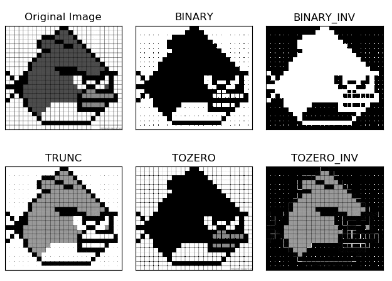 Original Image
BINARY
BINARY_INV
TRUNC
TOZERO
TOZERO_INV